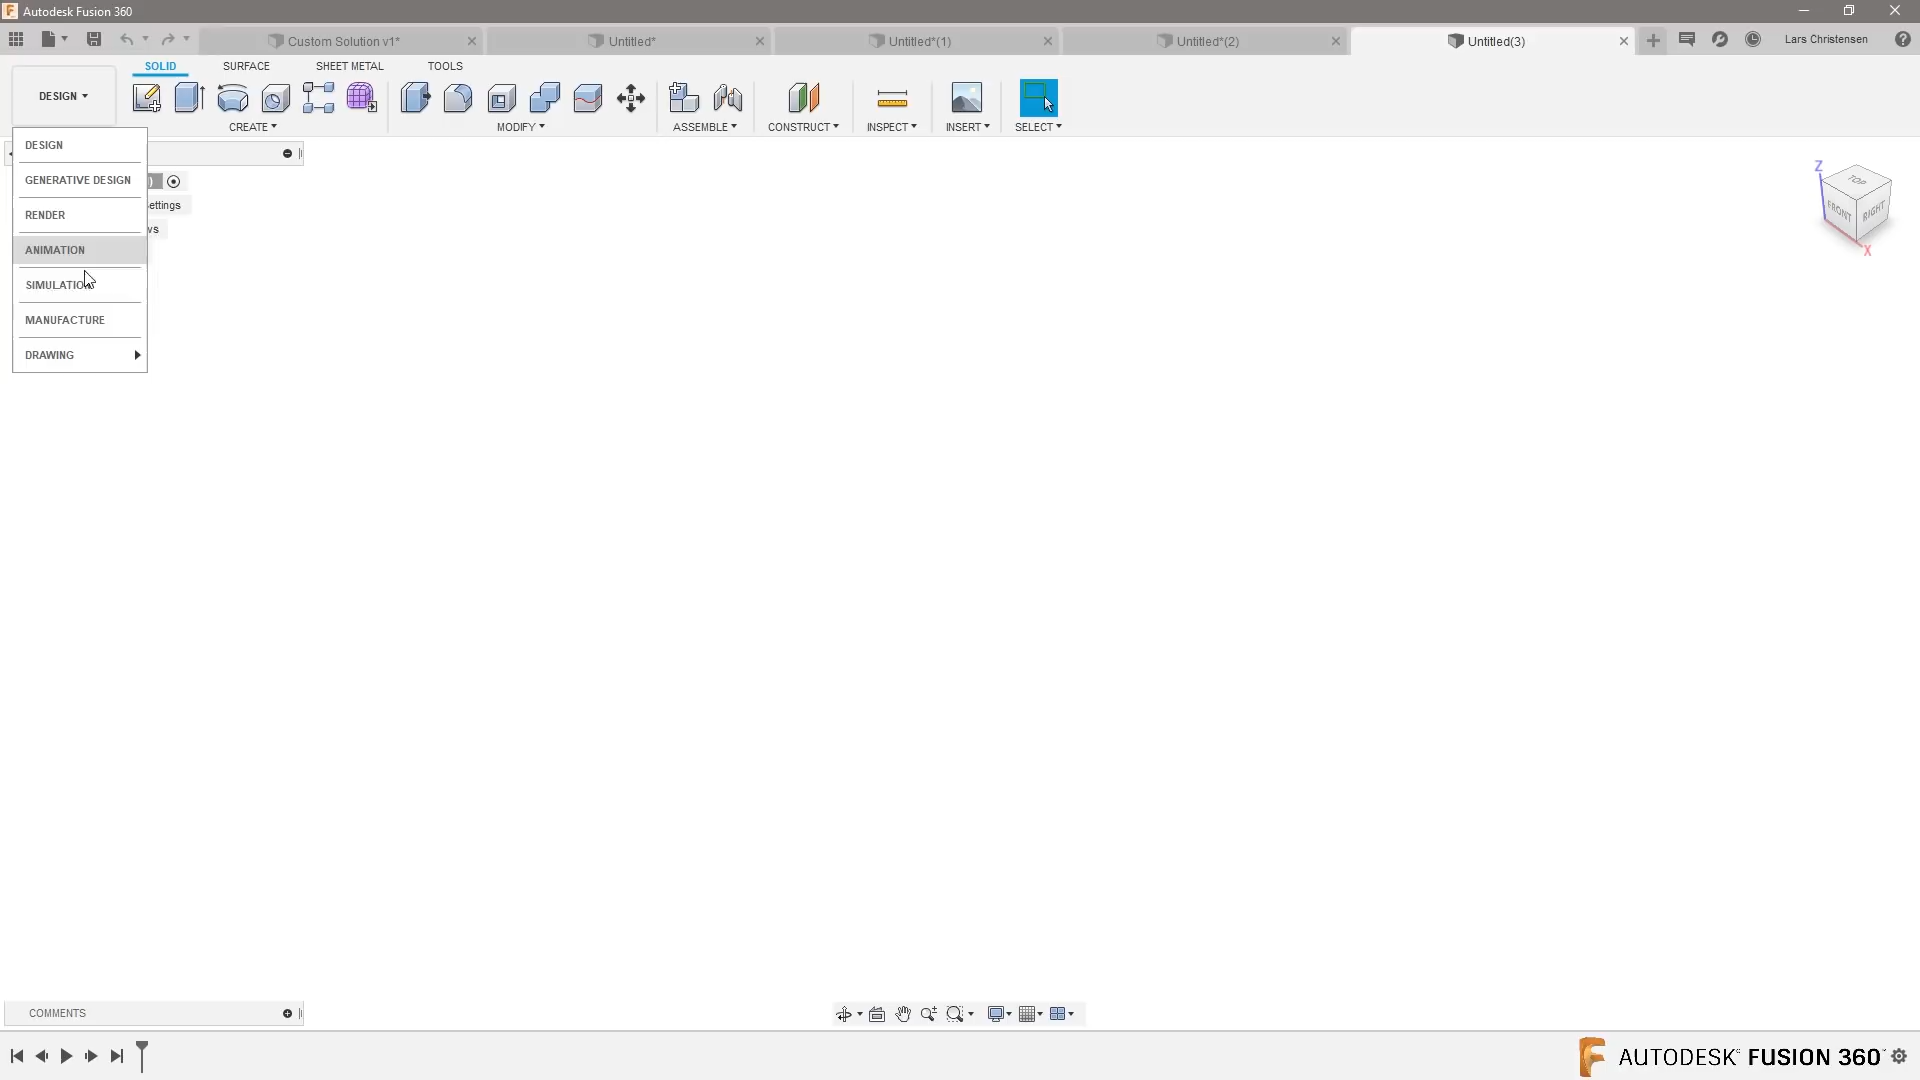 Autodesk Fusion 360
Custom Solution v1*
Untitled*
Untitled*(1)
Untitled*(2)
Untitled(3)
Lars Christensen
SOLID
SURFACE
SHEET METAL
TOOLS
DESIGN
CREATE
MODIFY
ASSEMBLE
CONSTRUCT
INSPECT
INSERT
SELECT
DESIGN
GENERATIVE DESIGN
RENDER
ANIMATION
SIMULATION
MANUFACTURE
DRAWING
ettings
ws
Z
TOP
FRONT
RIGHT
X
COMMENTS
AUTODESK FUSION 360